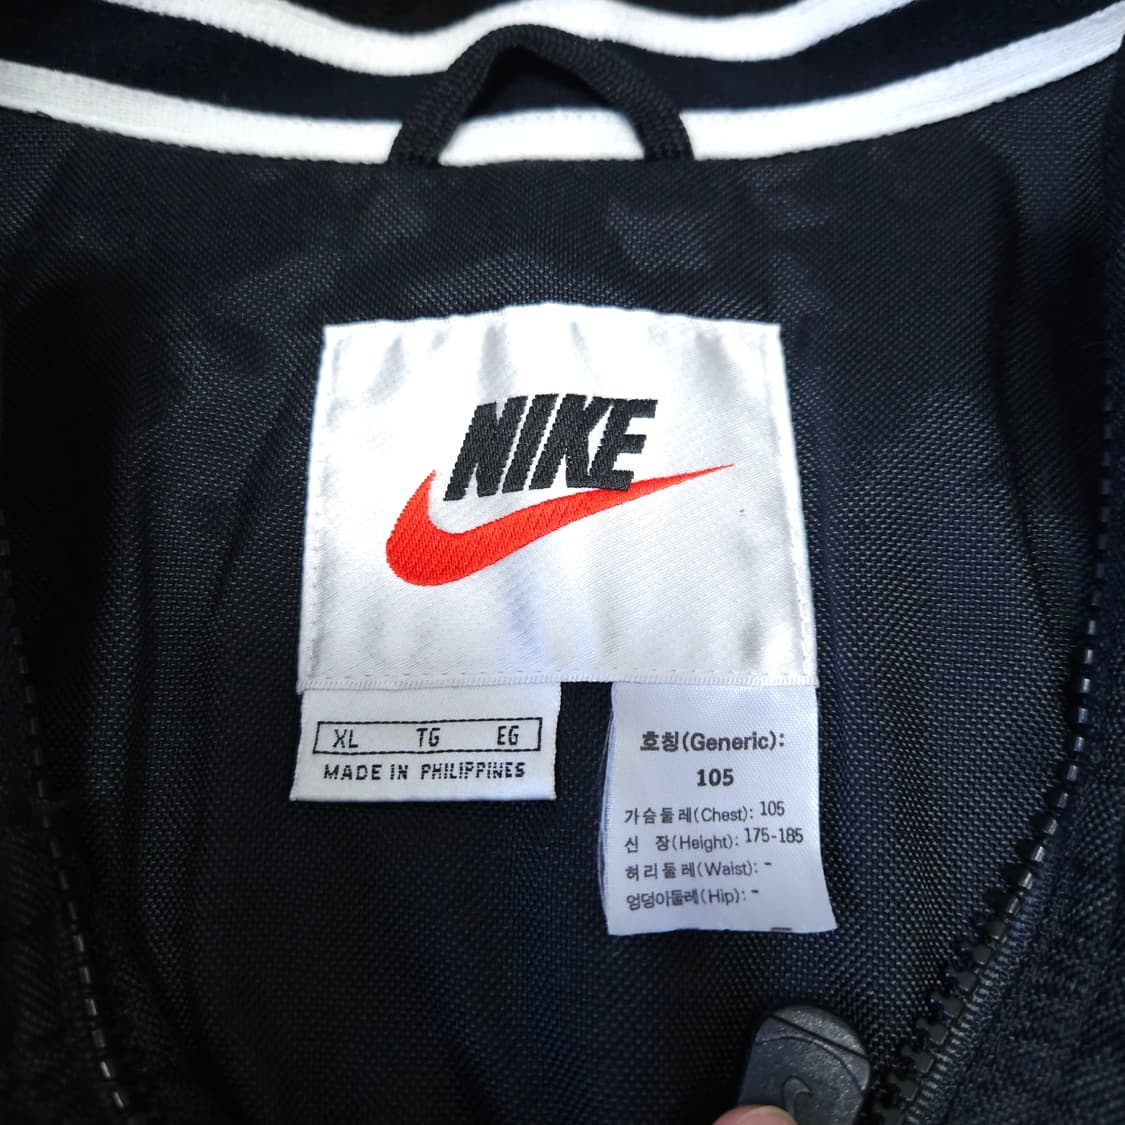 NIKE
XL TG EG
MADE IN PHILIPPINES
호칭(Generic):
105
가슴둘레(Chest): 105
신 장(Height): 175-185
허리둘레(Waist): -
엉덩이둘레(Hip): -